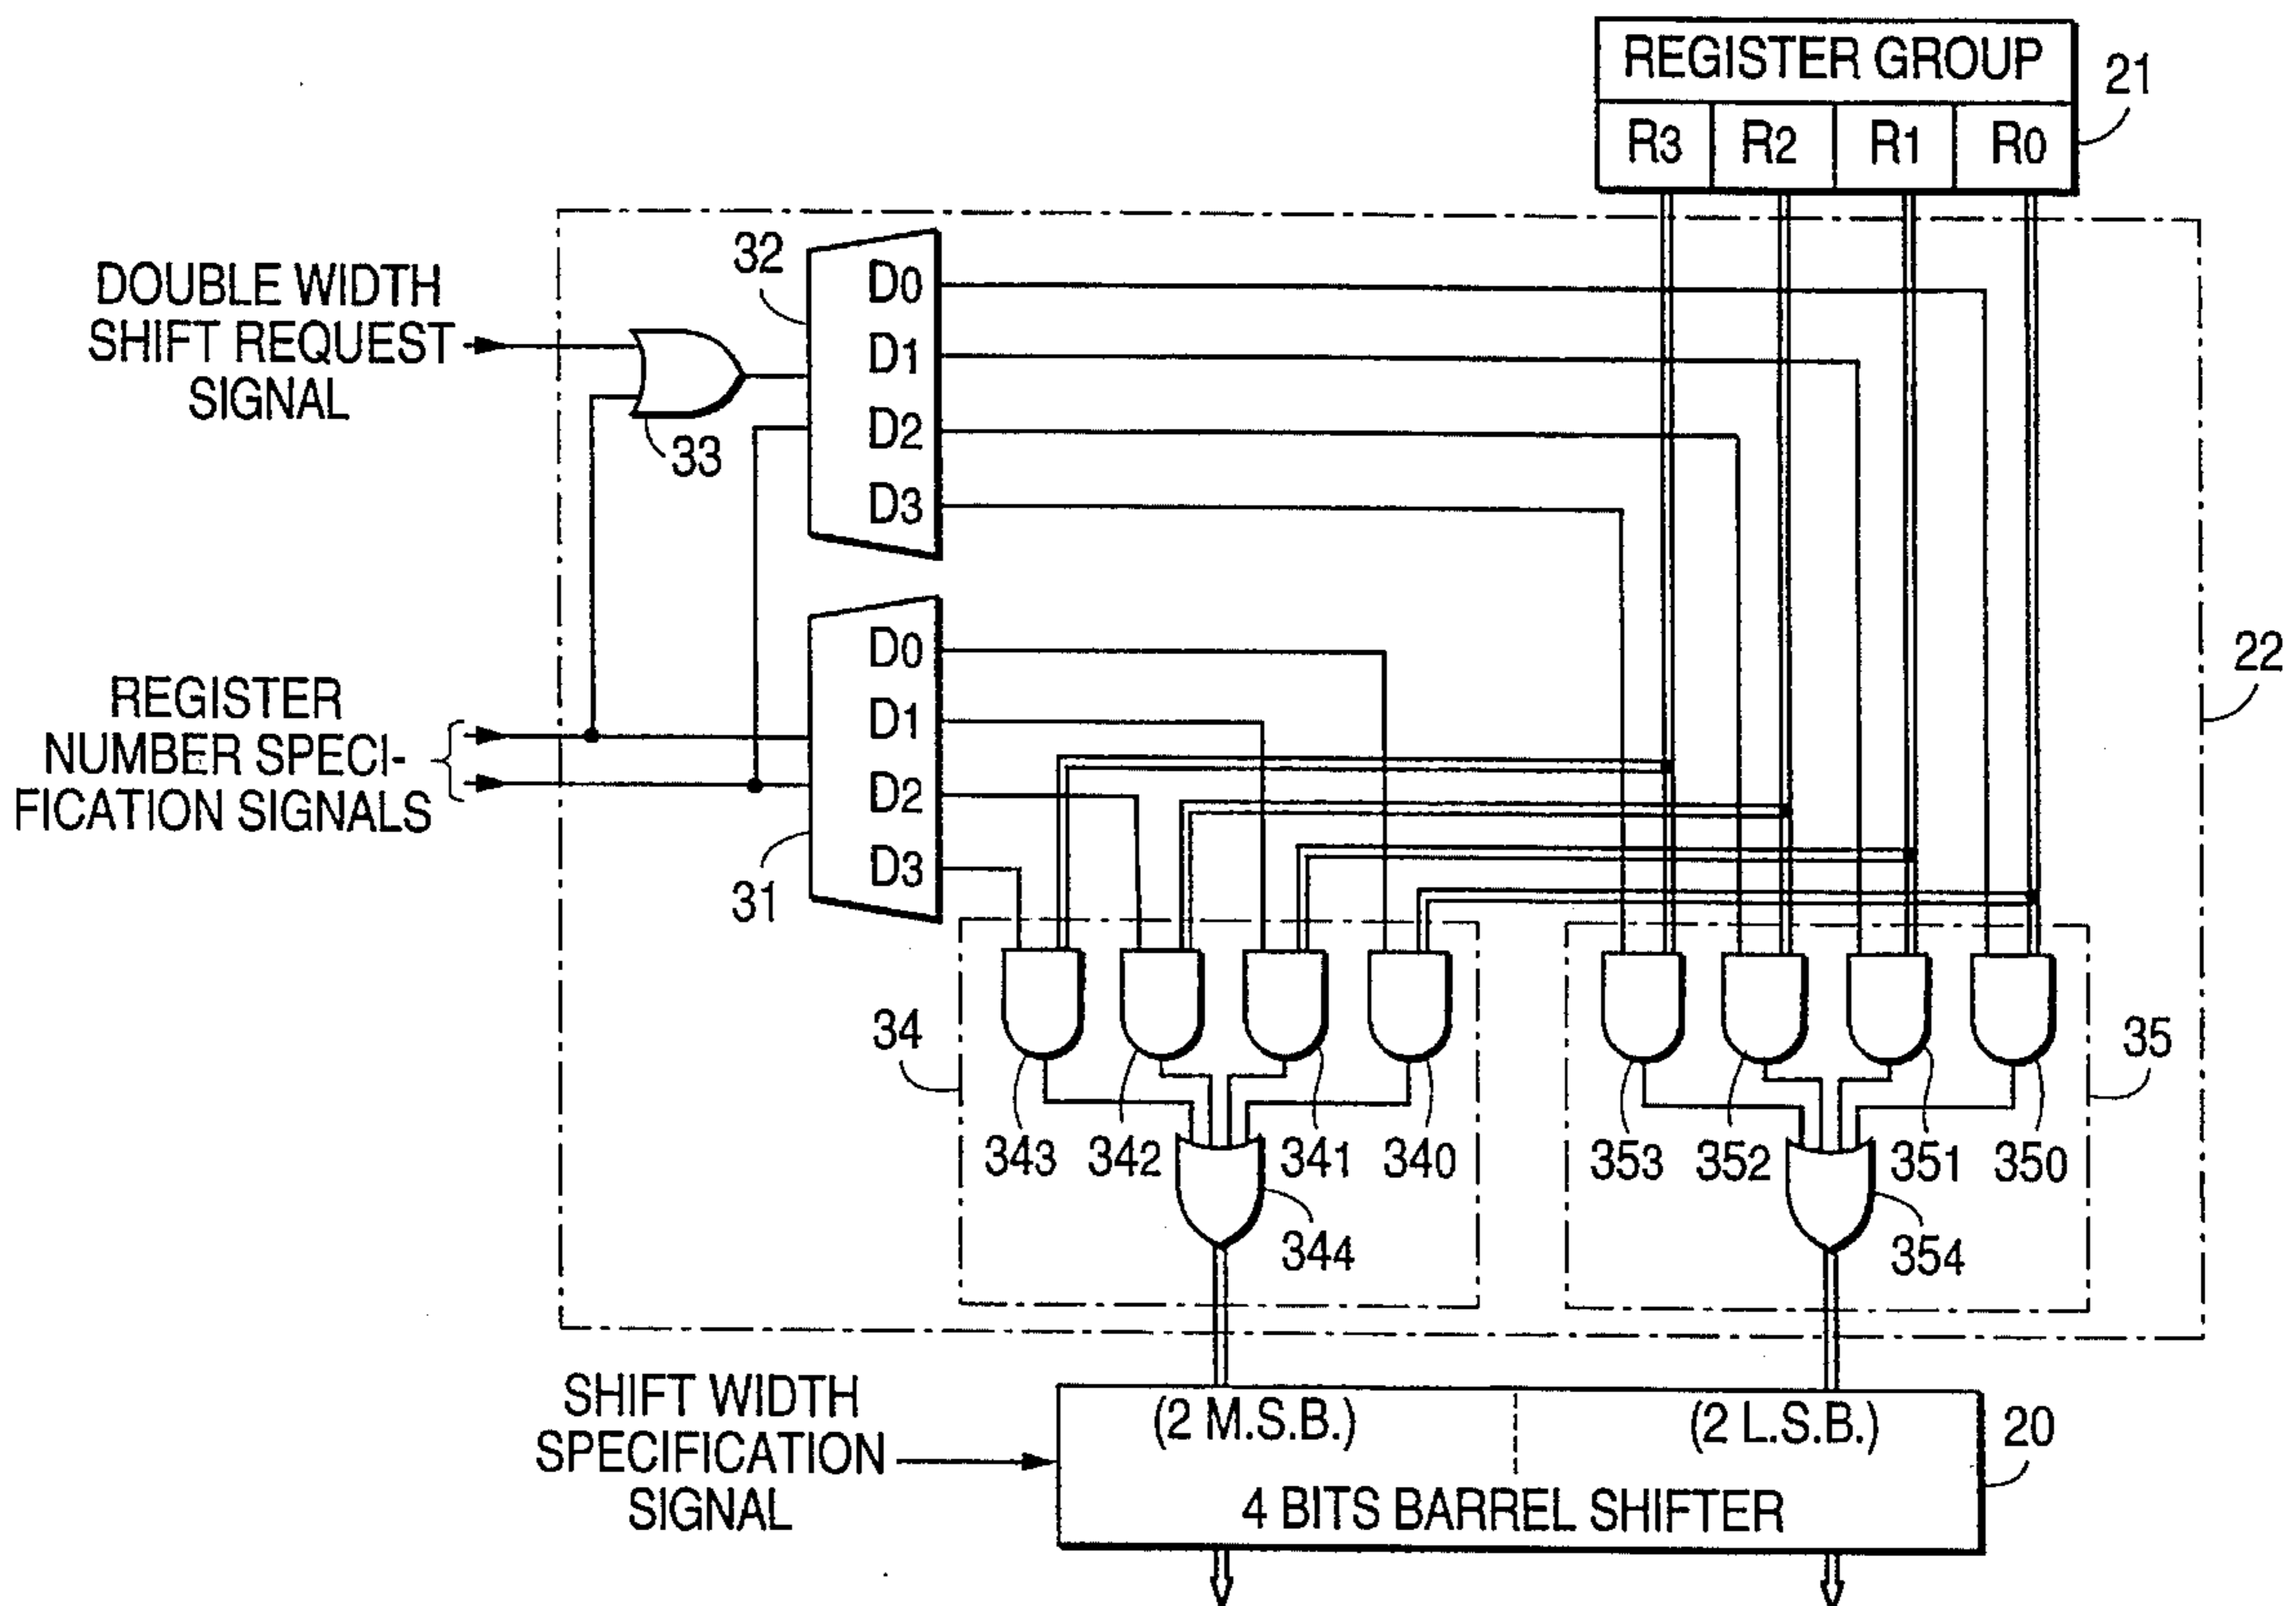 REGISTER GROUP
R3 R2 R1 R0
21
DOUBLE WIDTH
SHIFT REQUEST
SIGNAL
33
32
D0
D1
D2
D3
REGISTER
NUMBER SPECI-
FICATION SIGNALS
31
D0
D1
D2
D3
22
34
343 342 341 340
344
35
353 352 351 350
354
SHIFT WIDTH
SPECIFICATION
SIGNAL
(2 M.S.B.) (2 L.S.B.)
4 BITS BARREL SHIFTER
20